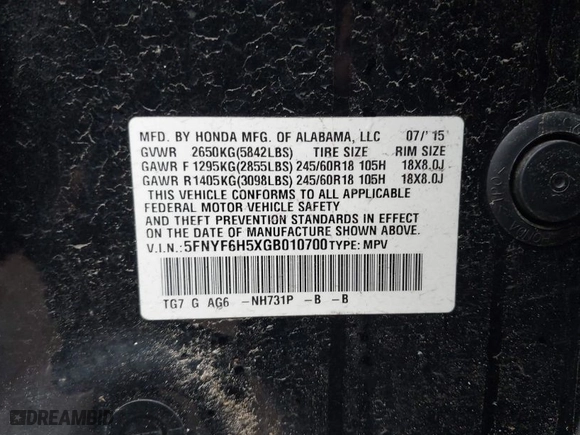 MFD. BY HONDA MFG. OF ALABAMA, LLC 07/'15
GVWR 2650KG(5842LBS) TIRE SIZE RIM SIZE
GAWR F 1295KG(2855LBS) 245/60R18 105H 18X8.0J
GAWR R 1405KG(3098LBS) 245/60R18 105H 18X8.0J
THIS VEHICLE CONFORMS TO ALL APPLICABLE
FEDERAL MOTOR VEHICLE SAFETY
AND THEFT PREVENTION STANDARDS IN EFFECT
ON THE DATE OF MANUFACTURE SHOWN ABOVE.
V.I.N.: 5FNYF6H5XGB010700 TYPE: MPV
TG7 G AG6 -NH731P -B -B
DREAMBID